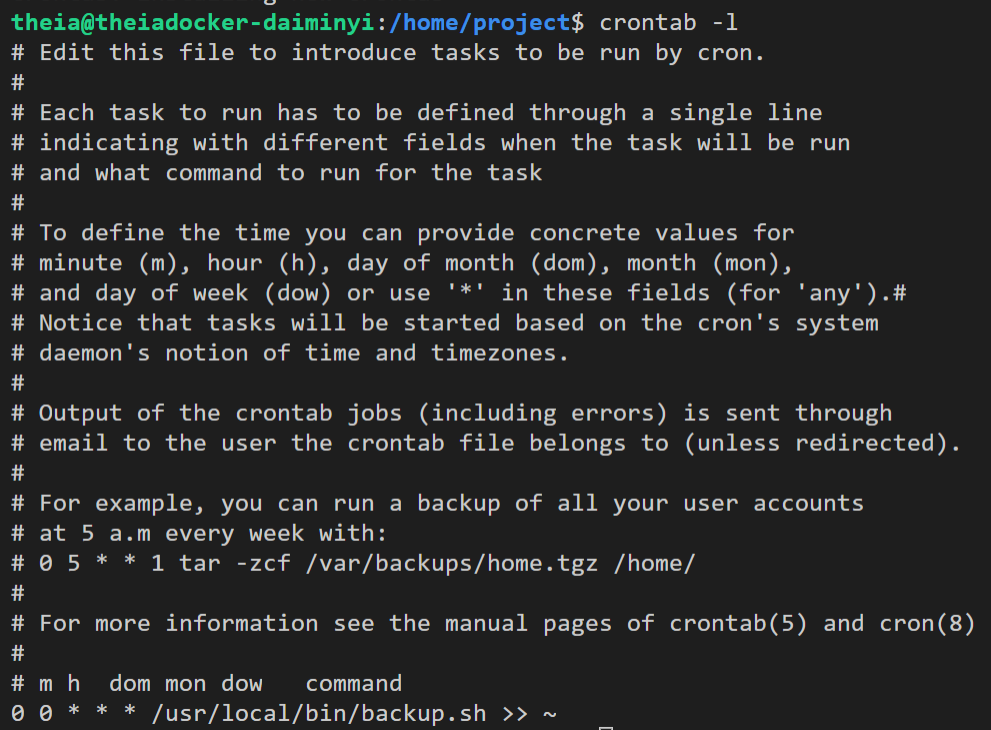 theia@theiadocker-daiminyi:/home/project$ crontab -l
# Edit this file to introduce tasks to be run by cron.
#
# Each task to run has to be defined through a single line
# indicating with different fields when the task will be run
# and what command to run for the task
#
# To define the time you can provide concrete values for
# minute (m), hour (h), day of month (dom), month (mon),
# and day of week (dow) or use '*' in these fields (for 'any').#
# Notice that tasks will be started based on the cron's system
# daemon's notion of time and timezones.
#
# Output of the crontab jobs (including errors) is sent through
# email to the user the crontab file belongs to (unless redirected).
#
# For example, you can run a backup of all your user accounts
# at 5 a.m every week with:
# 0 5 * * 1 tar -zcf /var/backups/home.tgz /home/
#
# For more information see the manual pages of crontab(5) and cron(8)
#
# m h  dom mon dow   command
0 0 * * * /usr/local/bin/backup.sh >> ~